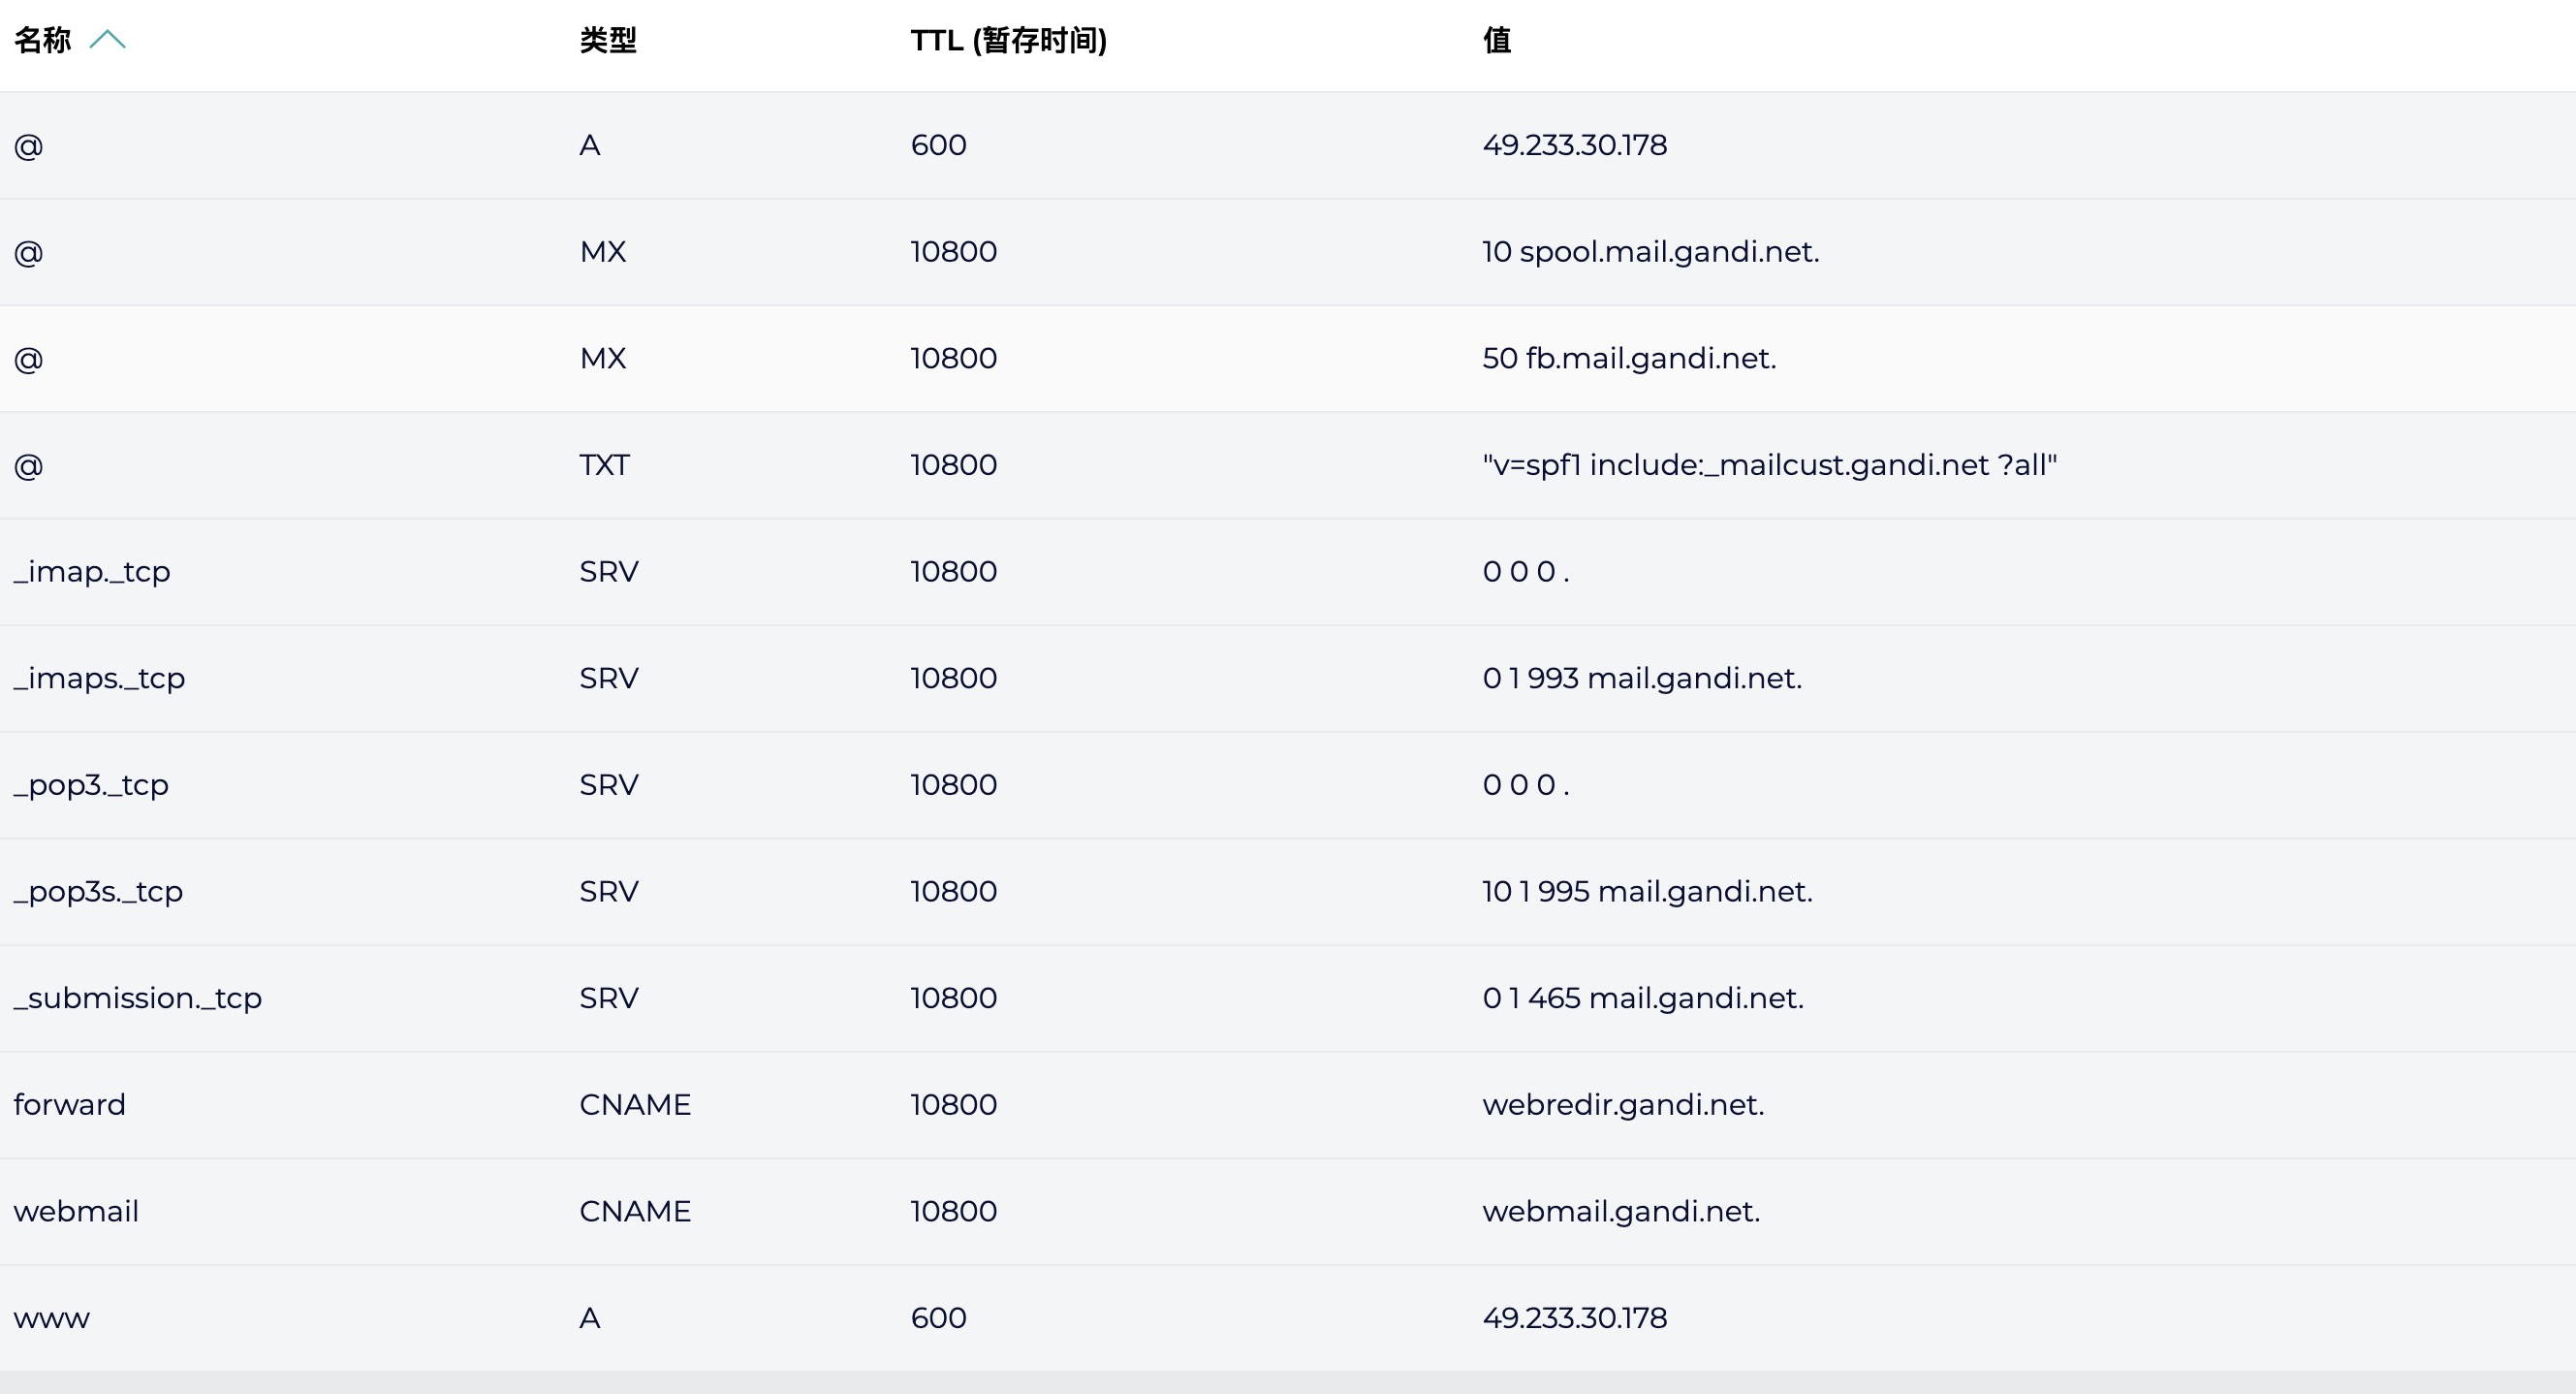 名称 类型 TTL (暂存时间) 值
@ A 600 49.233.30.178
@ MX 10800 10 spool.mail.gandi.net.
@ MX 10800 50 fb.mail.gandi.net.
@ TXT 10800 "v=spf1 include:_mailcust.gandi.net ?all"
_imap._tcp SRV 10800 0 0 0 .
_imaps._tcp SRV 10800 0 1 993 mail.gandi.net.
_pop3._tcp SRV 10800 0 0 0 .
_pop3s._tcp SRV 10800 10 1 995 mail.gandi.net.
_submission._tcp SRV 10800 0 1 465 mail.gandi.net.
forward CNAME 10800 webredir.gandi.net.
webmail CNAME 10800 webmail.gandi.net.
www A 600 49.233.30.178